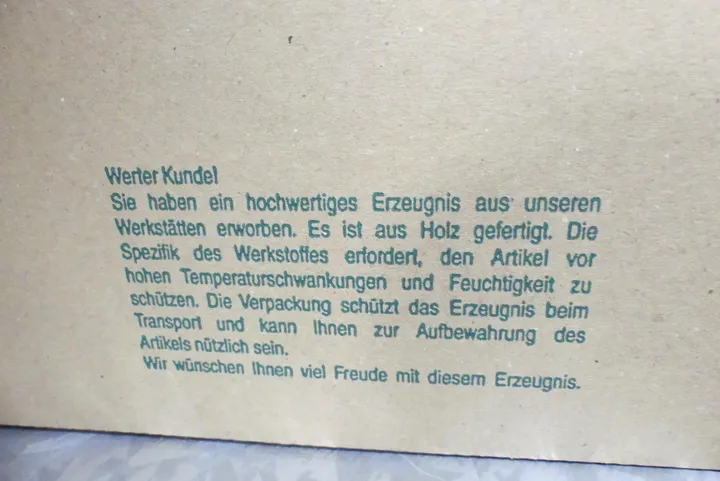 Werter Kunde!
Sie haben ein hochwertiges Erzeugnis aus unseren
Werkstätten erworben. Es ist aus Holz gefertigt. Die
Spezifik des Werkstoffes erfordert, den Artikel vor
hohen Temperaturschwankungen und Feuchtigkeit zu
schützen. Die Verpackung schützt das Erzeugnis beim
Transport und kann Ihnen zur Aufbewahrung des
Artikels nützlich sein.
Wir wünschen Ihnen viel Freude mit diesem Erzeugnis.